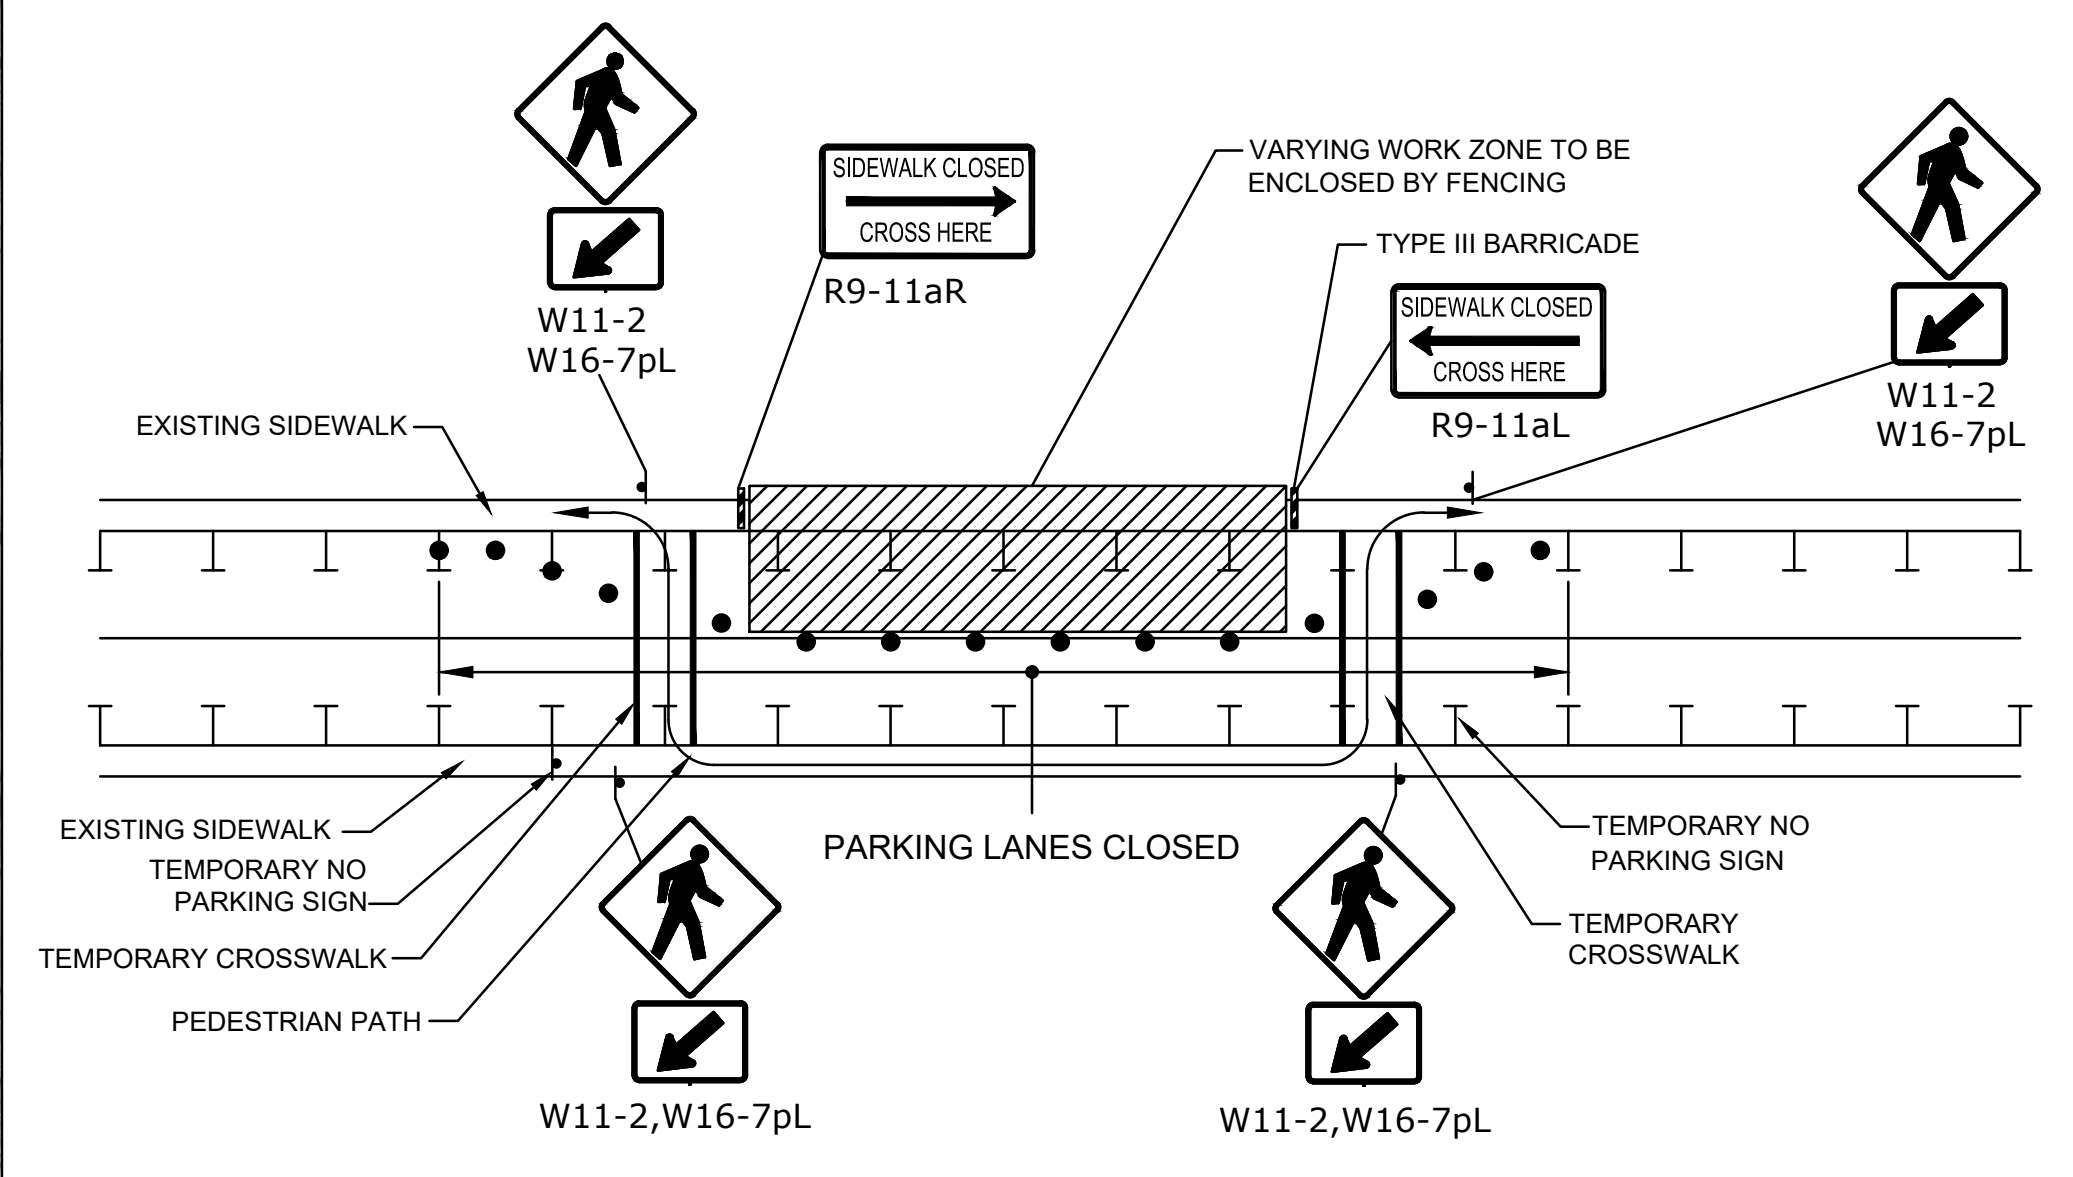 SIDEWALK CLOSED
CROSS HERE
R9-11aR
VARYING WORK ZONE TO BE
ENCLOSED BY FENCING
TYPE III BARRICADE
SIDEWALK CLOSED
CROSS HERE
R9-11aL
W11-2
W16-7pL
W11-2
W16-7pL
EXISTING SIDEWALK
EXISTING SIDEWALK
TEMPORARY NO
PARKING SIGN
TEMPORARY CROSSWALK
PEDESTRIAN PATH
PARKING LANES CLOSED
TEMPORARY NO
PARKING SIGN
TEMPORARY
CROSSWALK
W11-2,W16-7pL
W11-2,W16-7pL